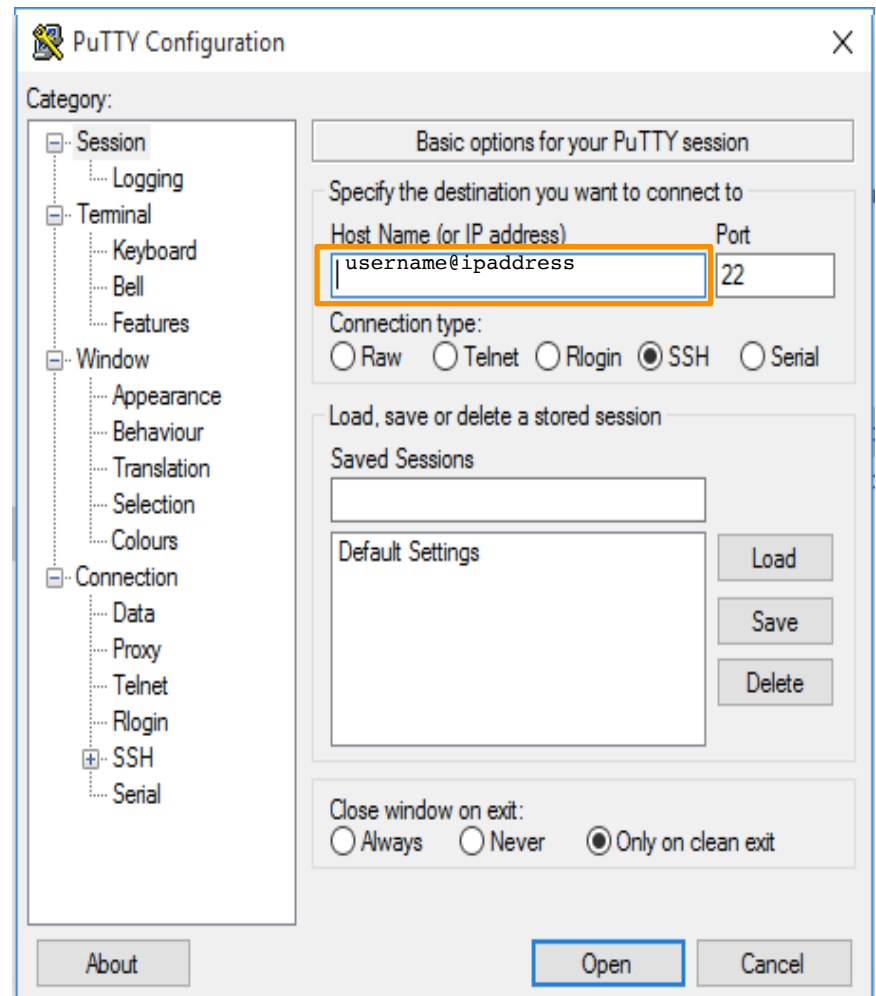 PuTTY Configuration
Category:
Session
Logging
Terminal
Keyboard
Bell
Features
Window
Appearance
Behaviour
Translation
Selection
Colours
Connection
Data
Proxy
Telnet
Rlogin
SSH
Serial
Basic options for your PuTTY session
Specify the destination you want to connect to
Host Name (or IP address) Port
username@ipaddress 22
Connection type:
Raw Telnet Rlogin SSH Serial
Load, save or delete a stored session
Saved Sessions
Default Settings
Load
Save
Delete
Close window on exit:
Always Never Only on clean exit
About Open Cancel